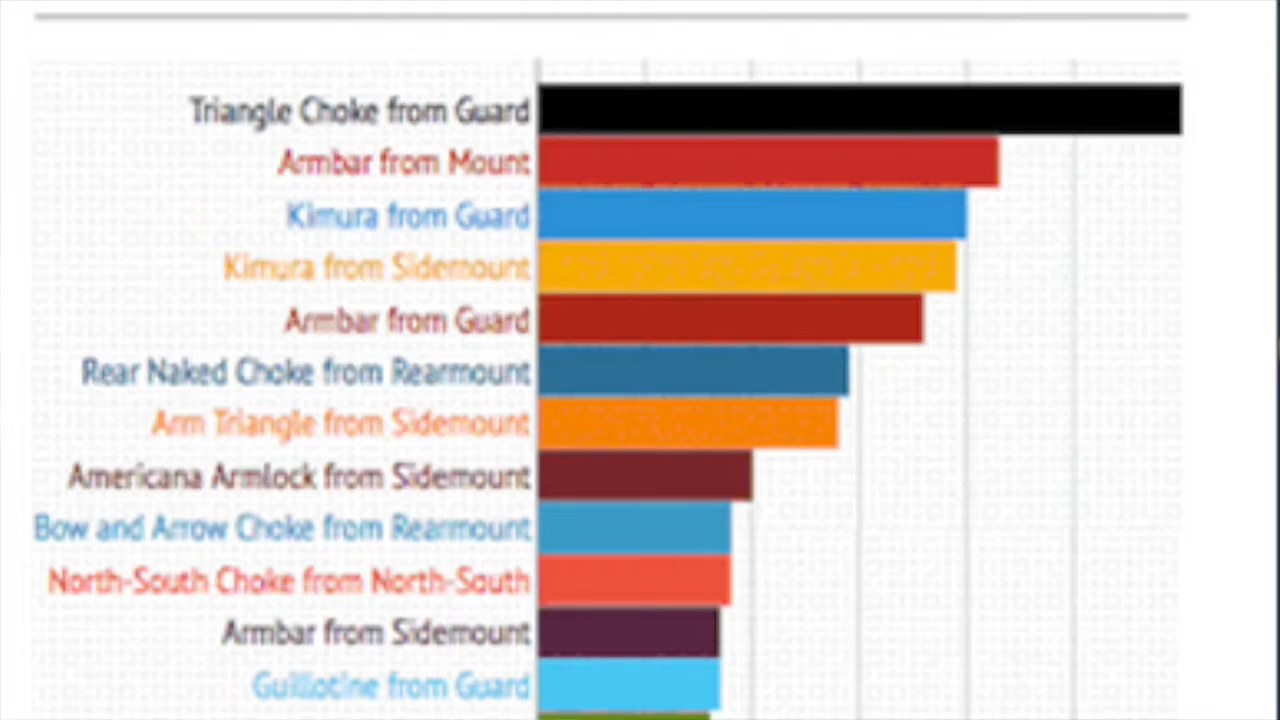 Triangle Choke from Guard
Armbar from Mount
Kimura from Guard
Kimura from Sidemount
Armbar from Guard
Rear Naked Choke from Rearmount
Arm Triangle from Sidemount
Americana Armlock from Sidemount
Bow and Arrow Choke from Rearmount
North-South Choke from North-South
Armbar from Sidemount
Guillotine from Guard